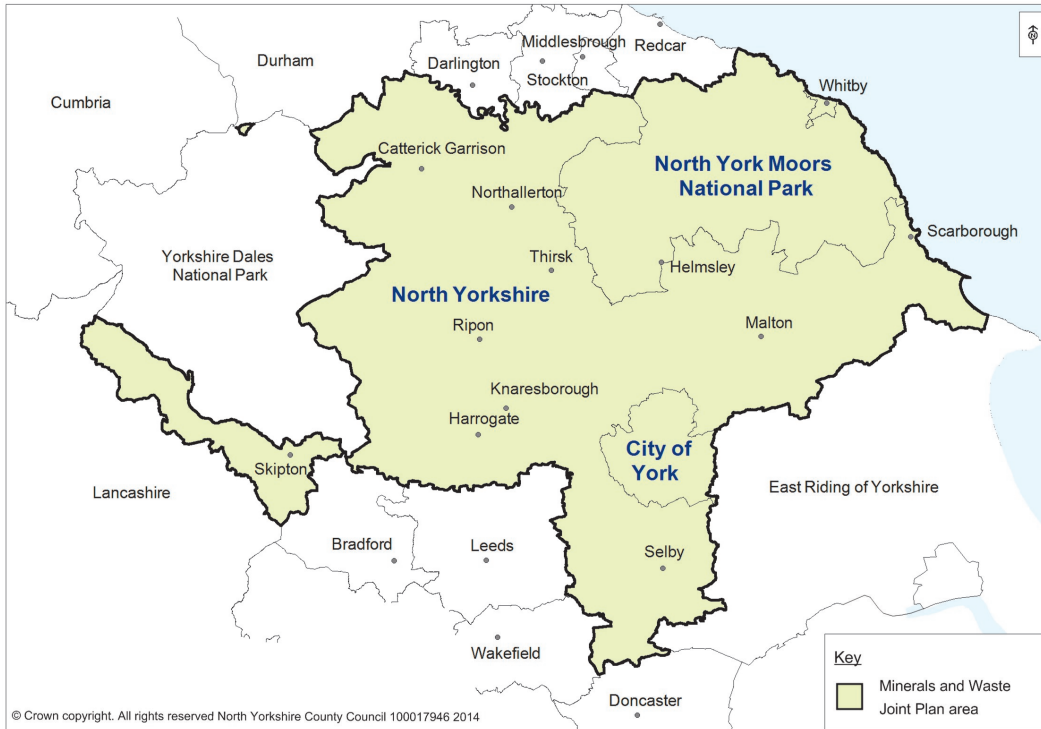 Middlesbrough
Redcar
Durham
Darlington
Stockton
N
Cumbria
Whitby
Catterick Garrison
North York Moors
National Park
Northallerton
Scarborough
Yorkshire Dales
National Park
Thirsk
Helmsley
North Yorkshire
Ripon
Malton
Knaresborough
Harrogate
City of
York
Skipton
Lancashire
East Riding of Yorkshire
Bradford
Leeds
Selby
Wakefield
Doncaster
Key
Minerals and Waste
Joint Plan area
© Crown copyright. All rights reserved North Yorkshire County Council 100017946 2014